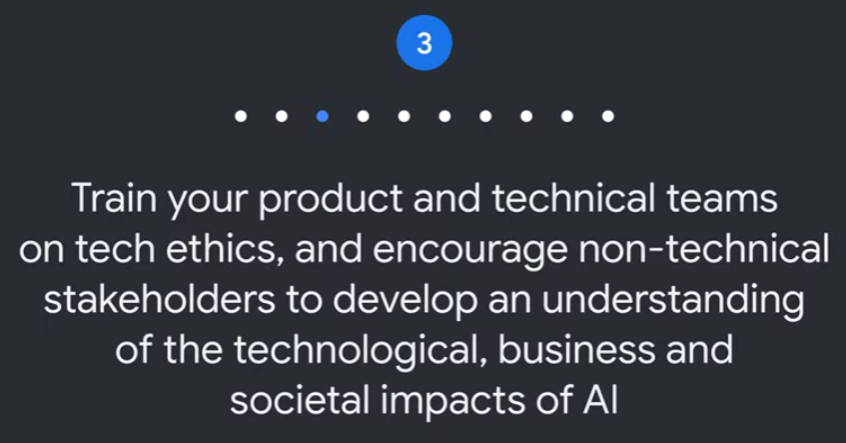 3
Train your product and technical teams
on tech ethics, and encourage non-technical
stakeholders to develop an understanding
of the technological, business and
societal impacts of AI